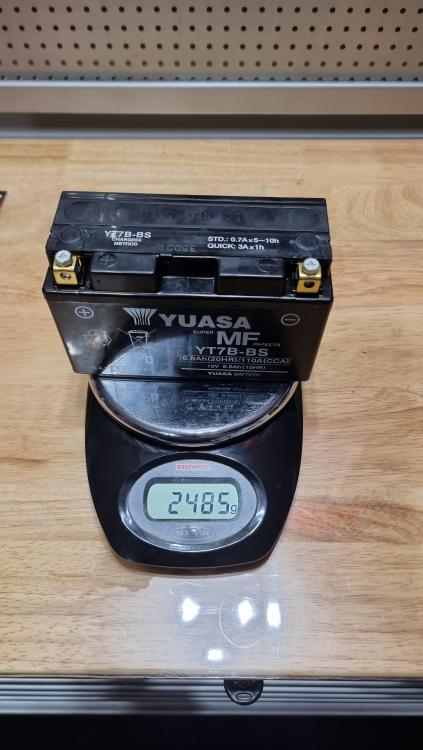 YT7B-BS
CHARGING
METHOD
STD.: 0.7A×5~10h
QUICK: 3A×1h
YUASA
SUPER MF
PAFECTA
YT7B-BS
6.8Ah(20HR)/110A(CCA)
12V 6.5Ah(10HR)
YUASA BATTERY
2485g